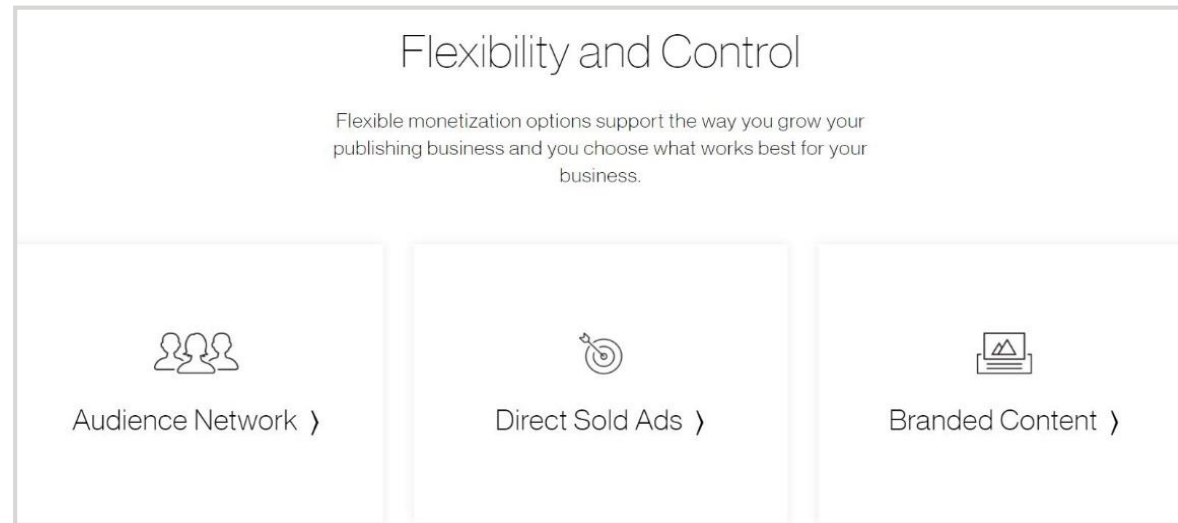 Flexibility and Control
Flexible monetization options support the way you grow your
publishing business and you choose what works best for your
business.
Audience Network ⟩
Direct Sold Ads ⟩
Branded Content ⟩